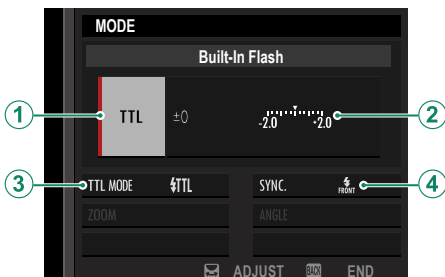 MODE
Built-In Flash
1 TTL ±0 -2.0 +2.0 2
3 TTL MODE TTL SYNC. FRONT 4
ZOOM ANGLE
ADJUST BACK END